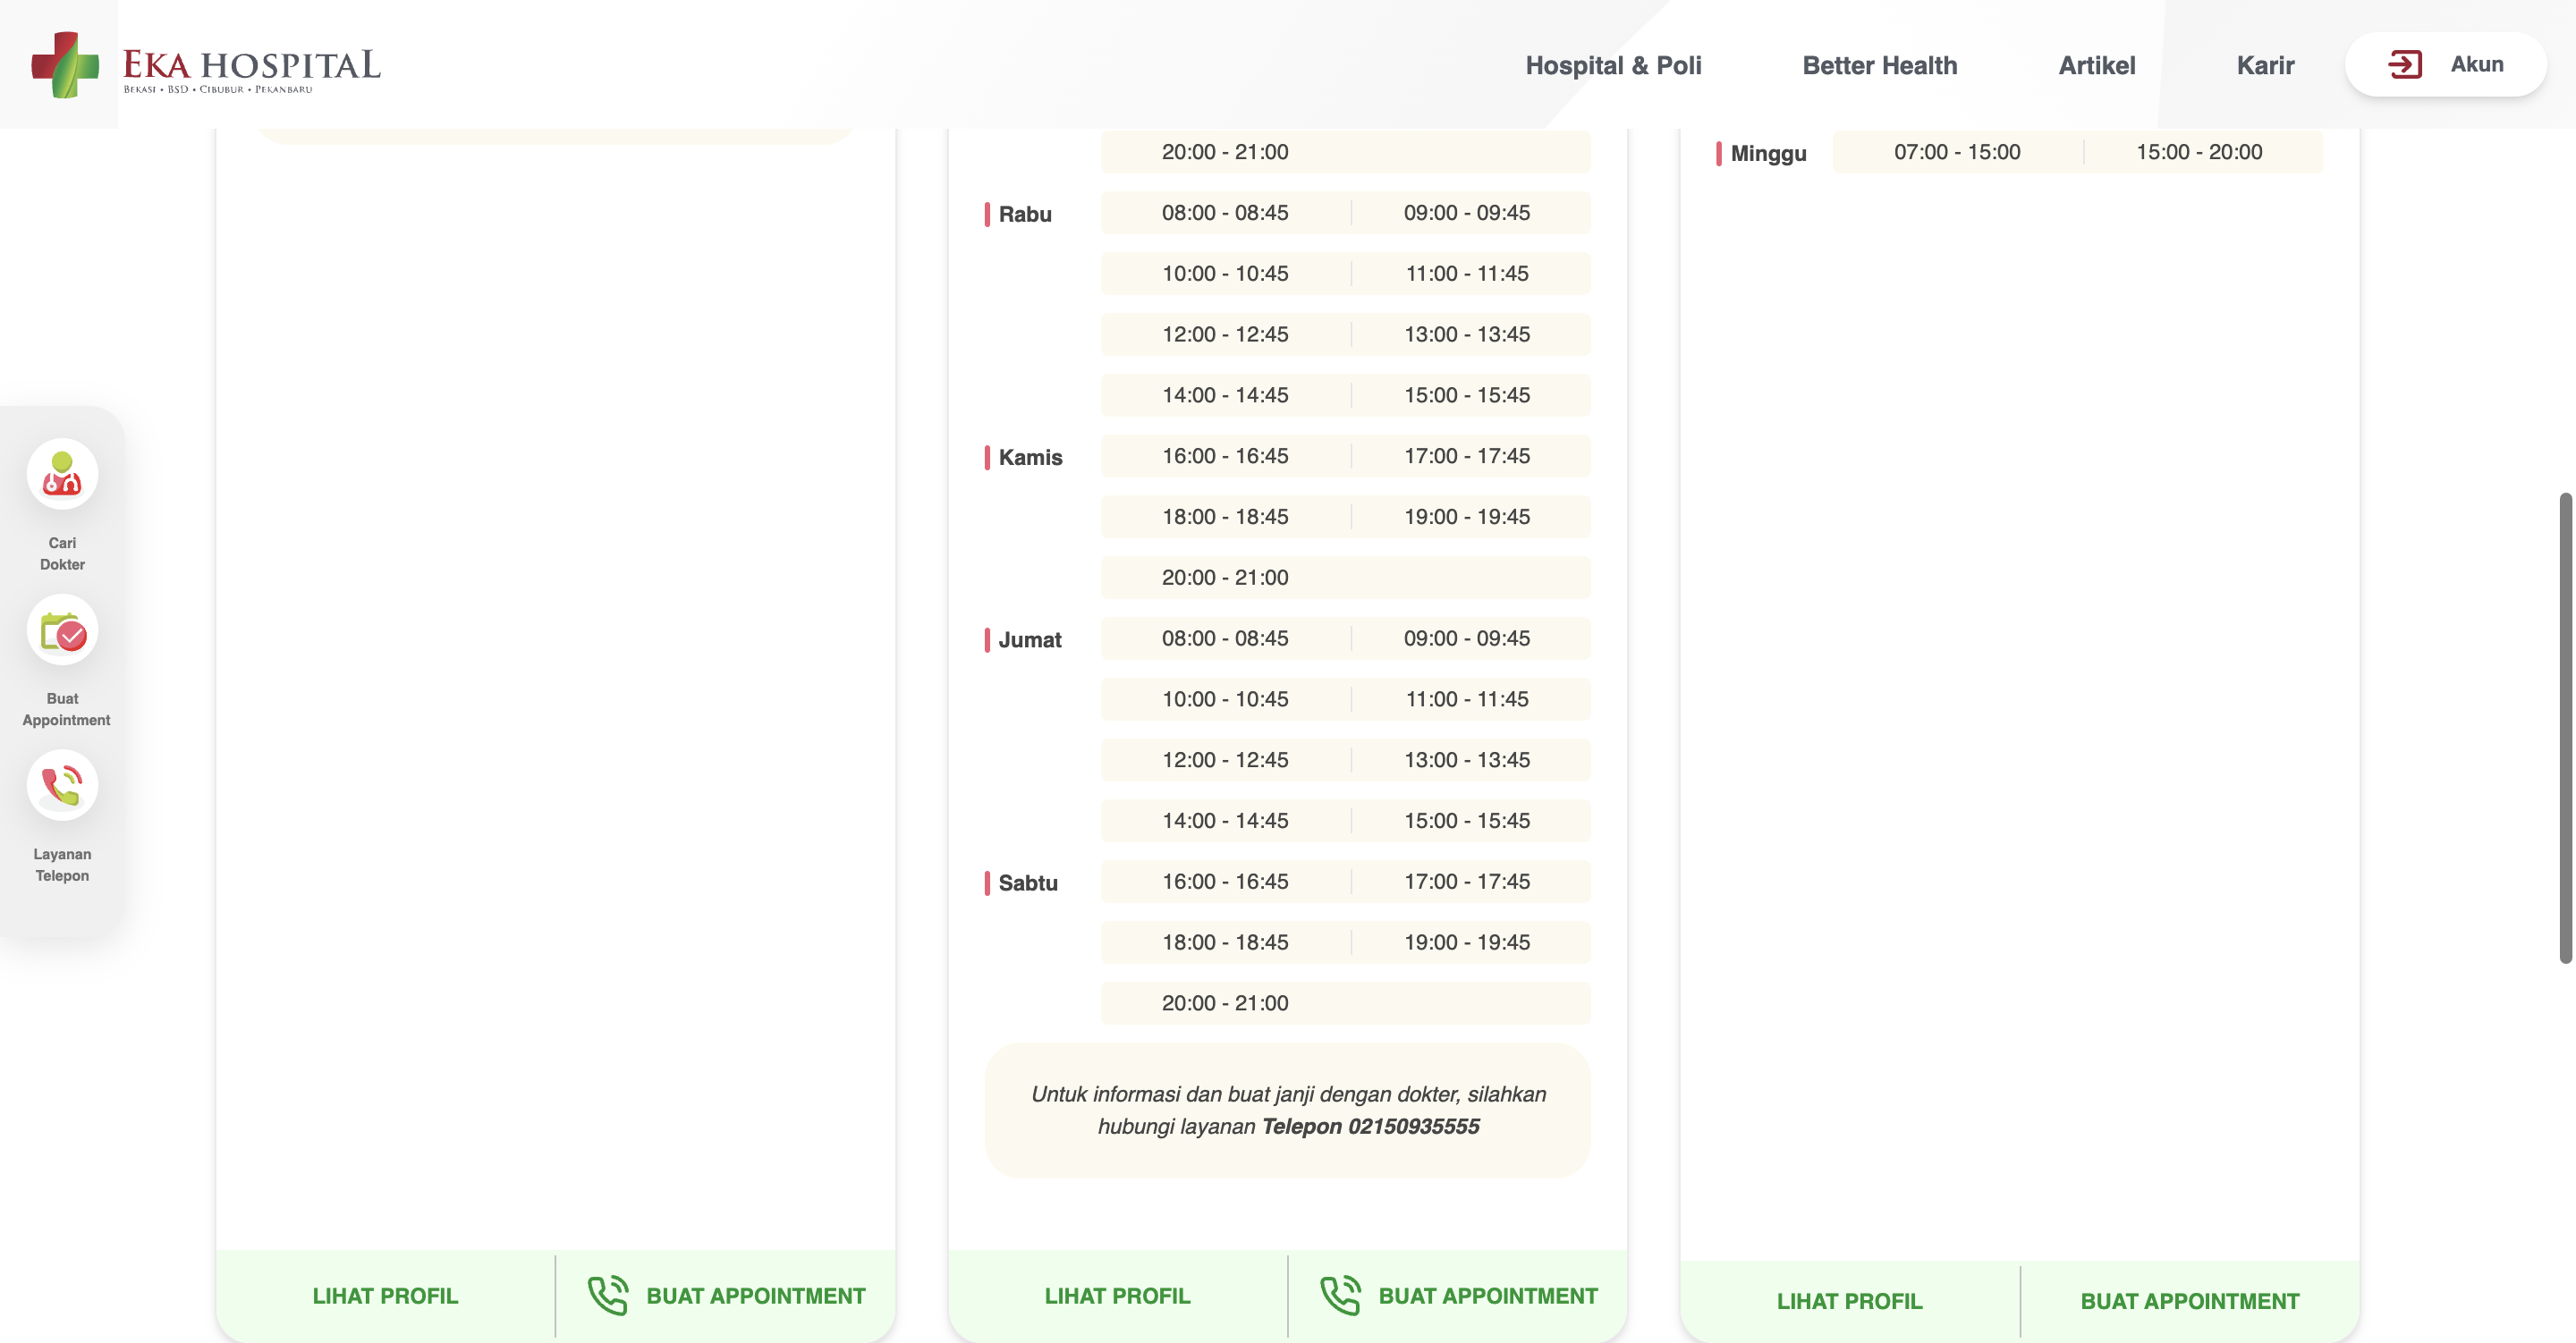 EKA HOSPITAL
BEKASI • BSD • CIBUBUR • PEKANBARU
Hospital & Poli
Better Health
Artikel
Karir
Akun
Cari
Dokter
Buat
Appointment
Layanan
Telepon
20:00 - 21:00
Rabu 08:00 - 08:45 09:00 - 09:45
10:00 - 10:45 11:00 - 11:45
12:00 - 12:45 13:00 - 13:45
14:00 - 14:45 15:00 - 15:45
Kamis 16:00 - 16:45 17:00 - 17:45
18:00 - 18:45 19:00 - 19:45
20:00 - 21:00
Jumat 08:00 - 08:45 09:00 - 09:45
10:00 - 10:45 11:00 - 11:45
12:00 - 12:45 13:00 - 13:45
14:00 - 14:45 15:00 - 15:45
Sabtu 16:00 - 16:45 17:00 - 17:45
18:00 - 18:45 19:00 - 19:45
20:00 - 21:00
Untuk informasi dan buat janji dengan dokter, silahkan
hubungi layanan Telepon 02150935555
Minggu 07:00 - 15:00 15:00 - 20:00
LIHAT PROFIL BUAT APPOINTMENT
LIHAT PROFIL BUAT APPOINTMENT
LIHAT PROFIL BUAT APPOINTMENT